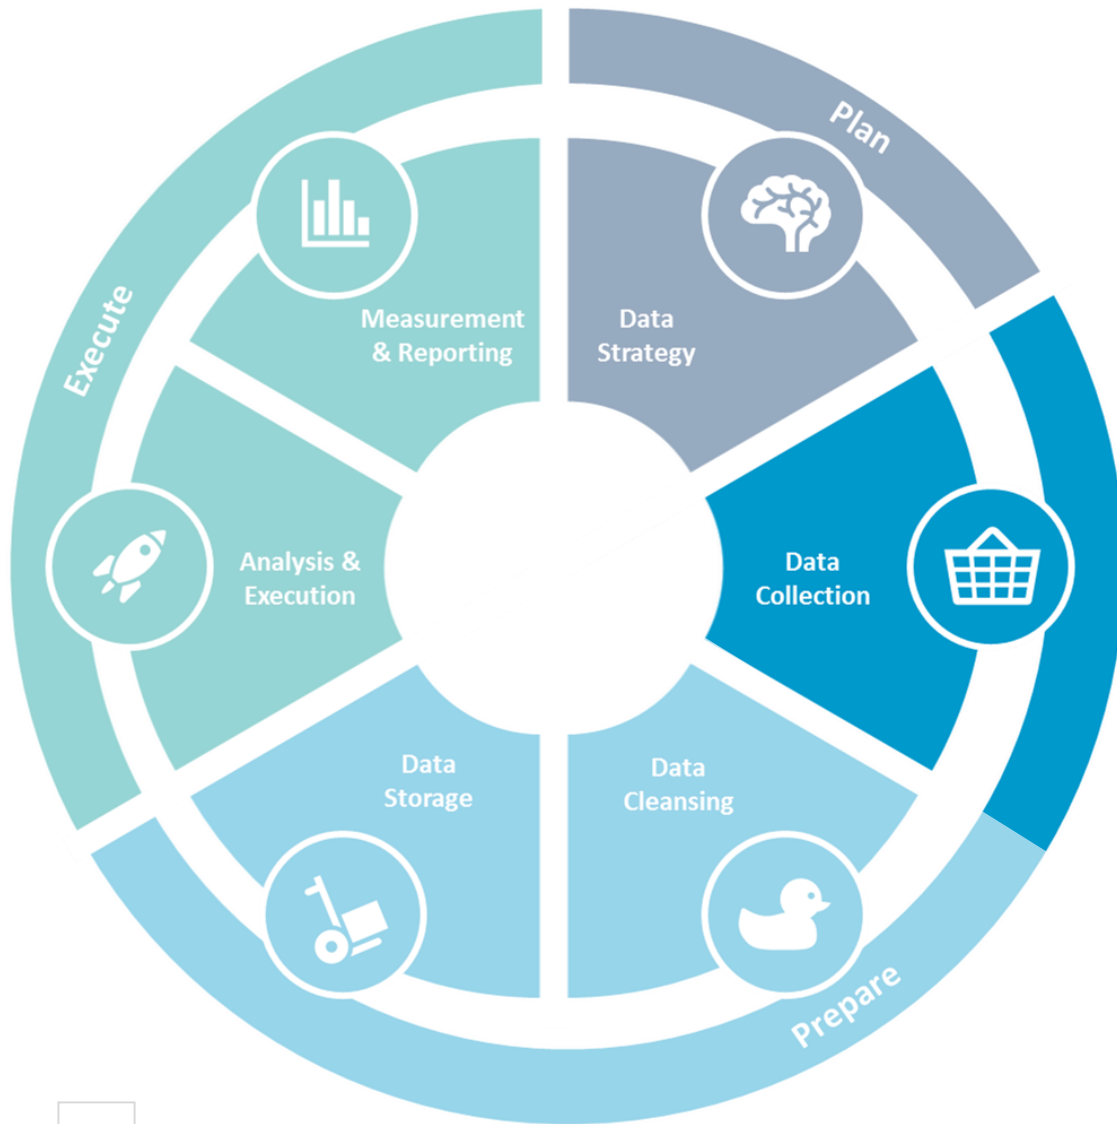 Plan
Data
Strategy
Data
Collection
Prepare
Data
Cleansing
Data
Storage
Execute
Analysis &
Execution
Measurement
& Reporting